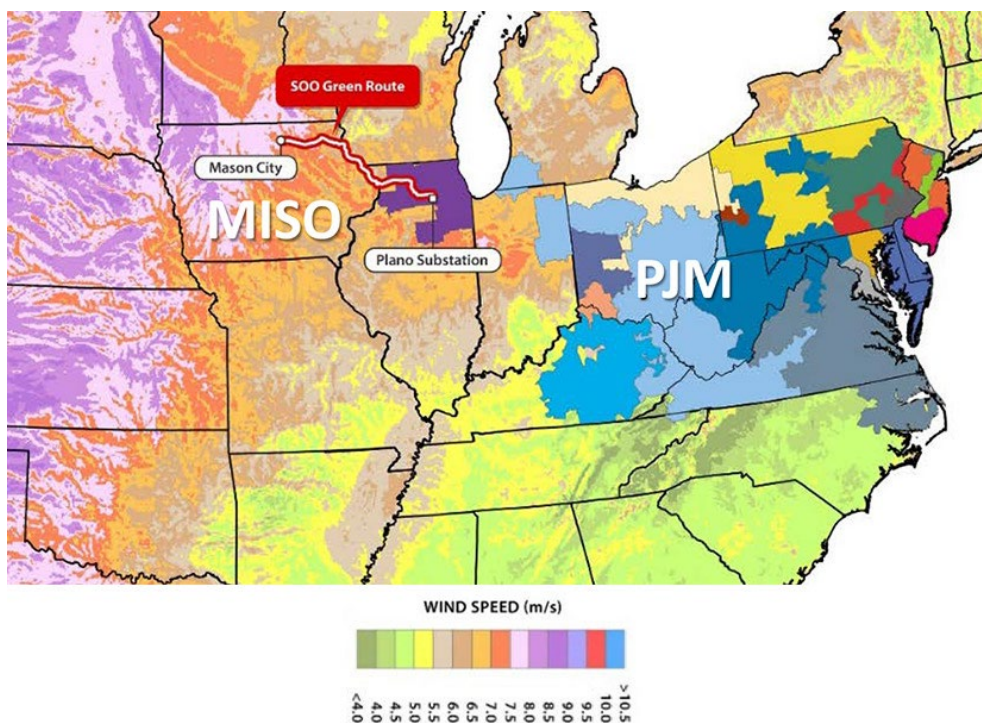 SOO Green Route
Mason City
MISO
Plano Substation
PJM
WIND SPEED (m/s)
<4.0
4.0
4.5
5.0
5.5
6.0
6.5
7.0
7.5
8.0
8.5
9.0
9.5
10.0
>10.5